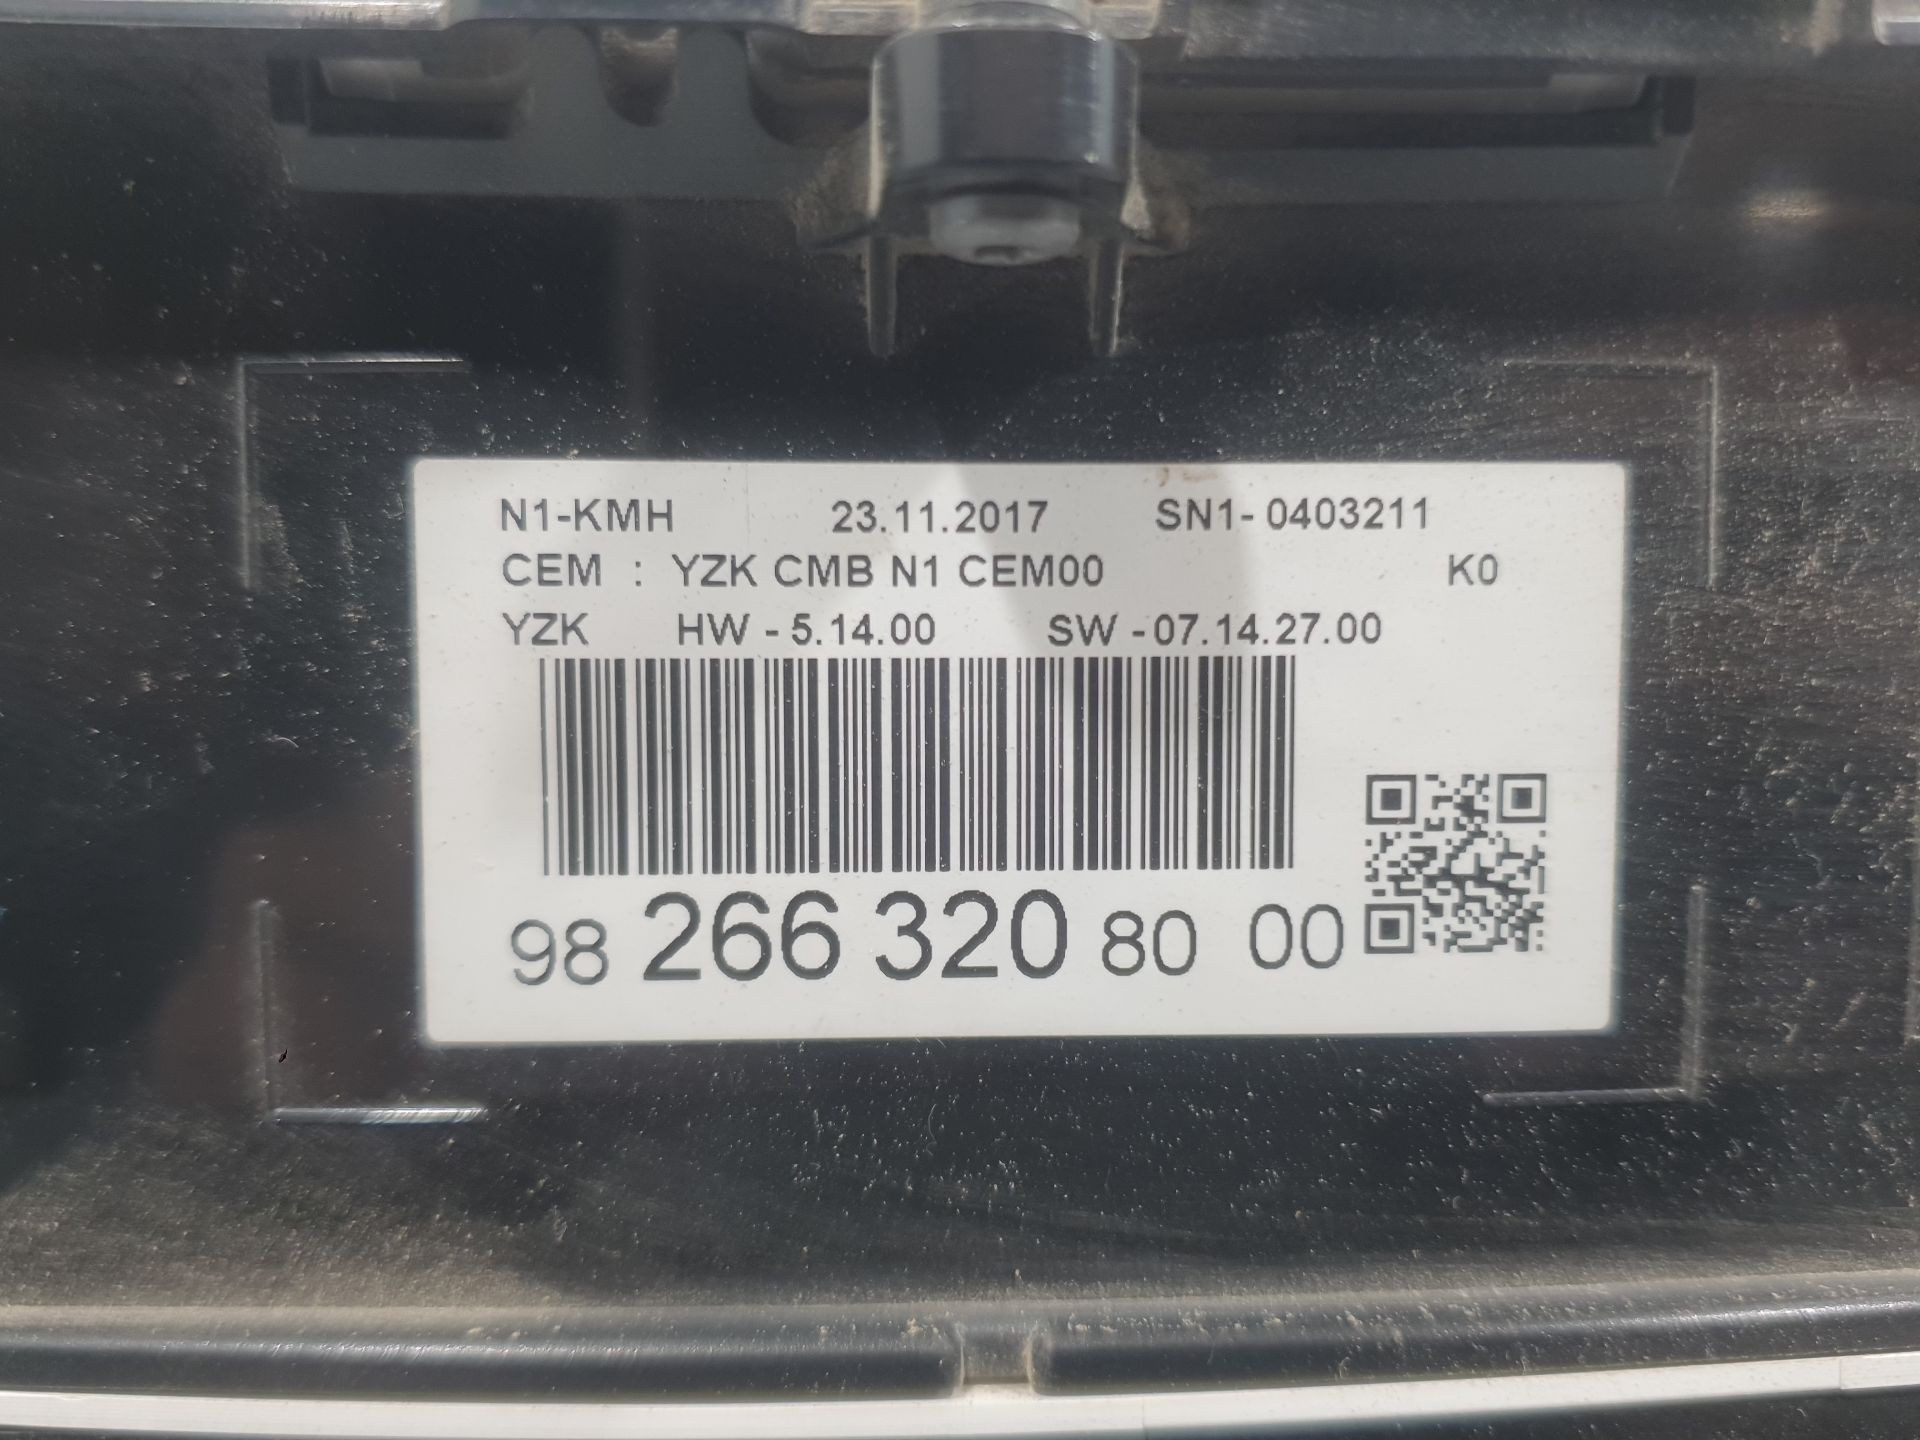 N1-KMH 23.11.2017 SN1- 0403211
CEM : YZK CMB N1 CEM00 K0
YZK HW - 5.14.00 SW -07.14.27.00
98 266 320 80 00